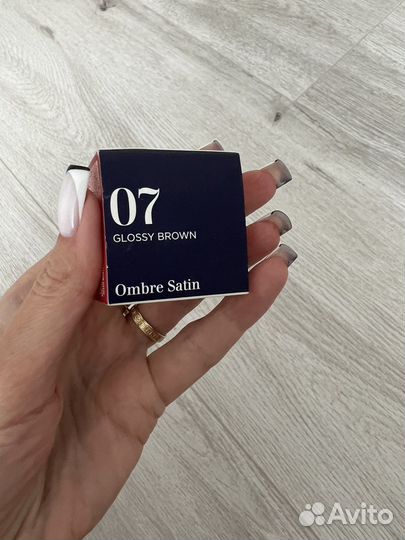 07
GLOSSY BROWN
Ombre Satin
Avito